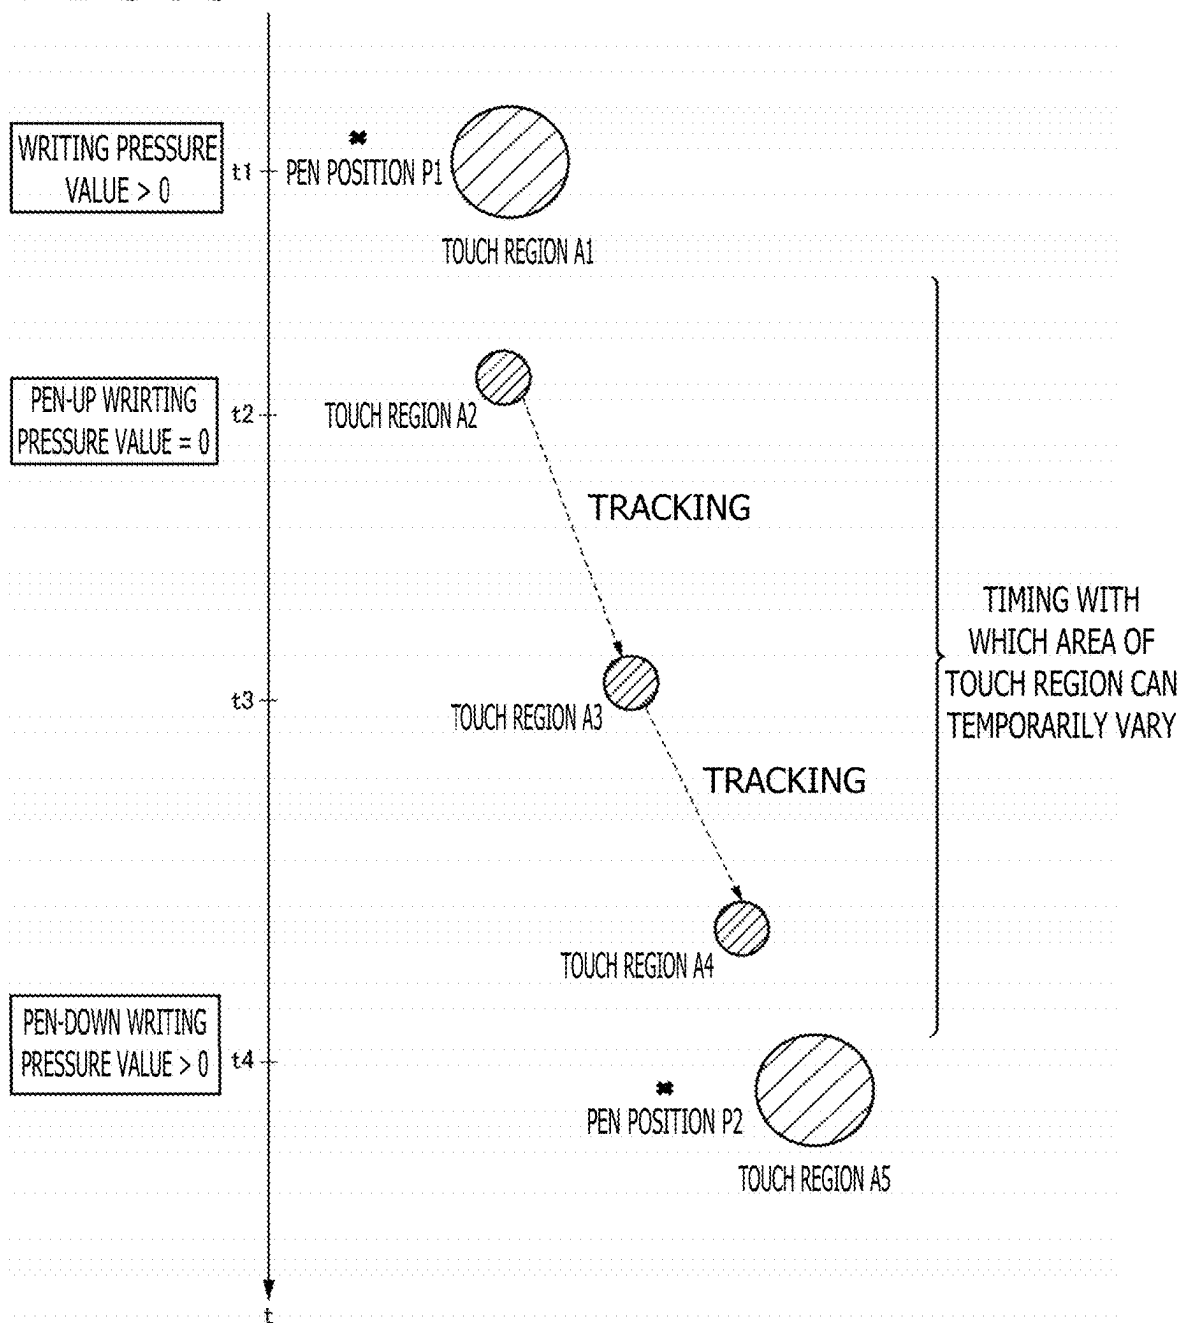 WRITING PRESSURE
VALUE > 0
t1
PEN POSITION P1
TOUCH REGION A1
PEN-UP WRIRTING
PRESSURE VALUE = 0
t2
TOUCH REGION A2
TRACKING
TIMING WITH
WHICH AREA OF
TOUCH REGION CAN
TEMPORARILY VARY
t3
TOUCH REGION A3
TRACKING
TOUCH REGION A4
PEN-DOWN WRITING
PRESSURE VALUE > 0
t4
PEN POSITION P2
TOUCH REGION A5
t